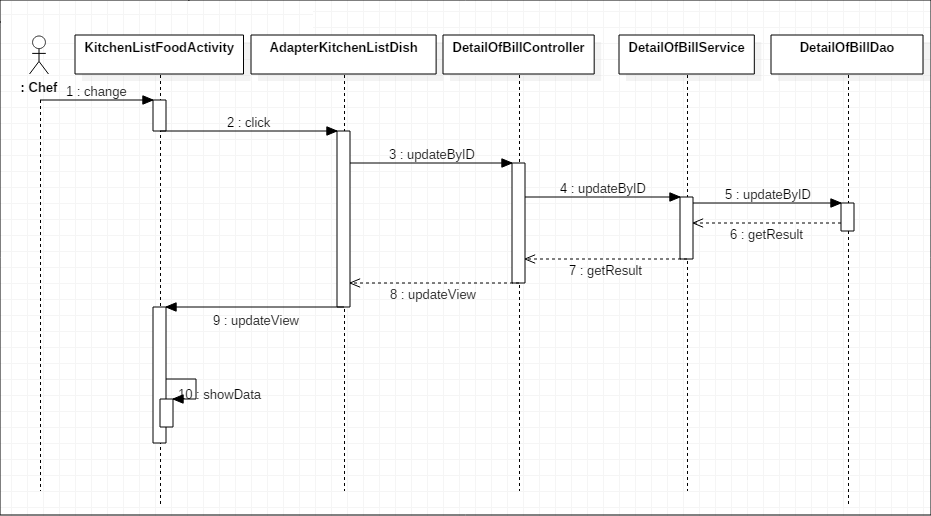 KitchenListFoodActivity
AdapterKitchenListDish
DetailOfBillController
DetailOfBillService
DetailOfBillDao
: Chef
1 : change
2 : click
3 : updateByID
4 : updateByID
5 : updateByID
6 : getResult
7 : getResult
8 : updateView
9 : updateView
10 : showData